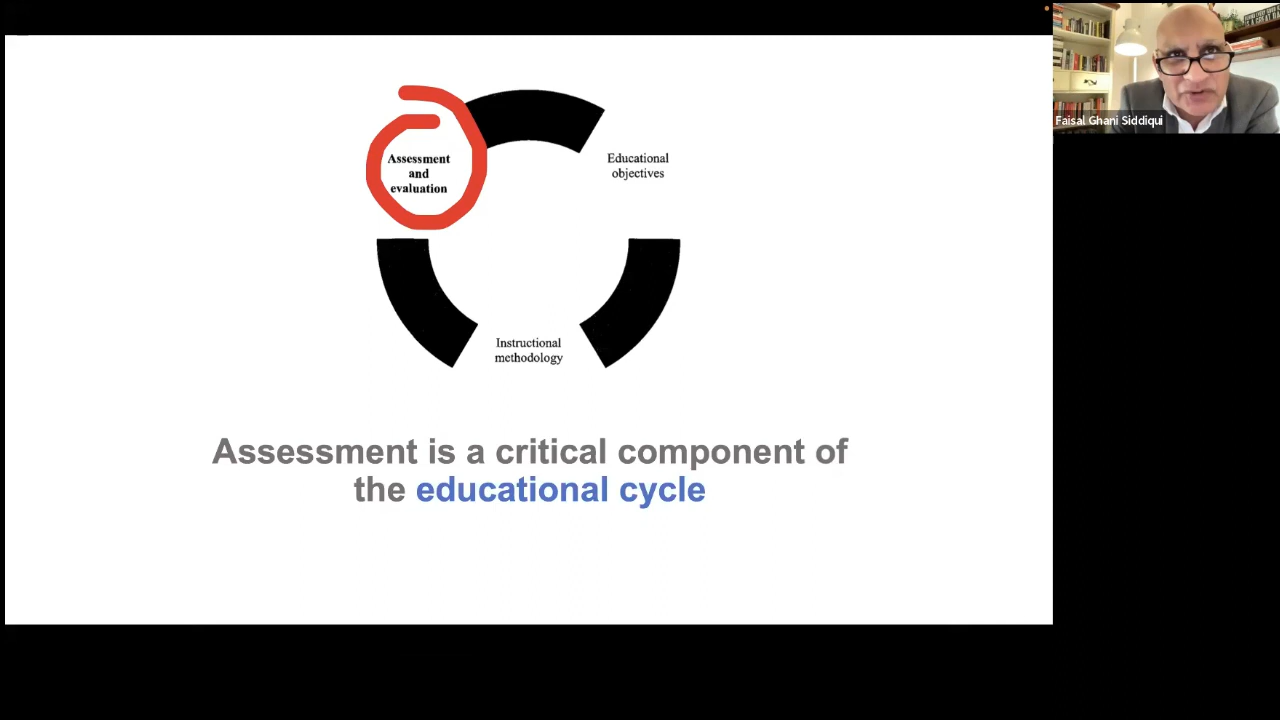 Assessment
and
evaluation
Educational
objectives
Instructional
methodology
Assessment is a critical component of
the educational cycle
Faisal Ghani Siddiqui